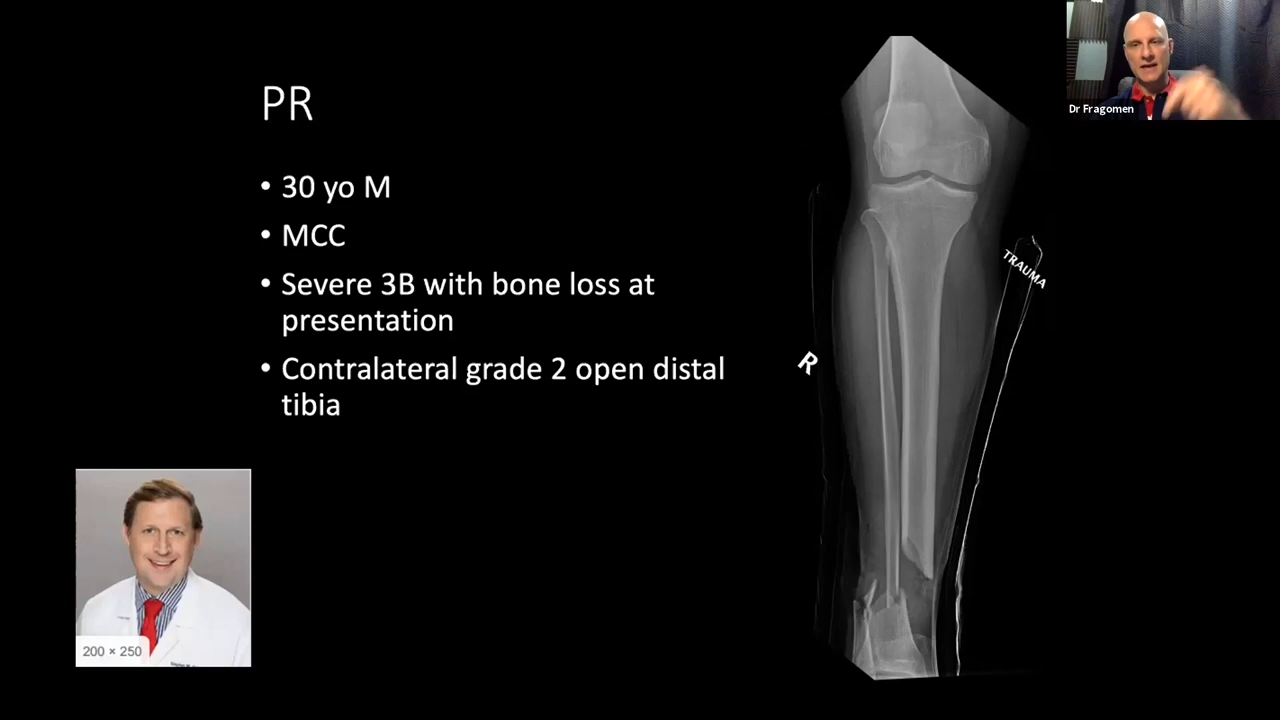 PR
• 30 yo M
• MCC
• Severe 3B with bone loss at
presentation
• Contralateral grade 2 open distal
tibia
R
TRAUMA
Dr Fragomen
200 × 250